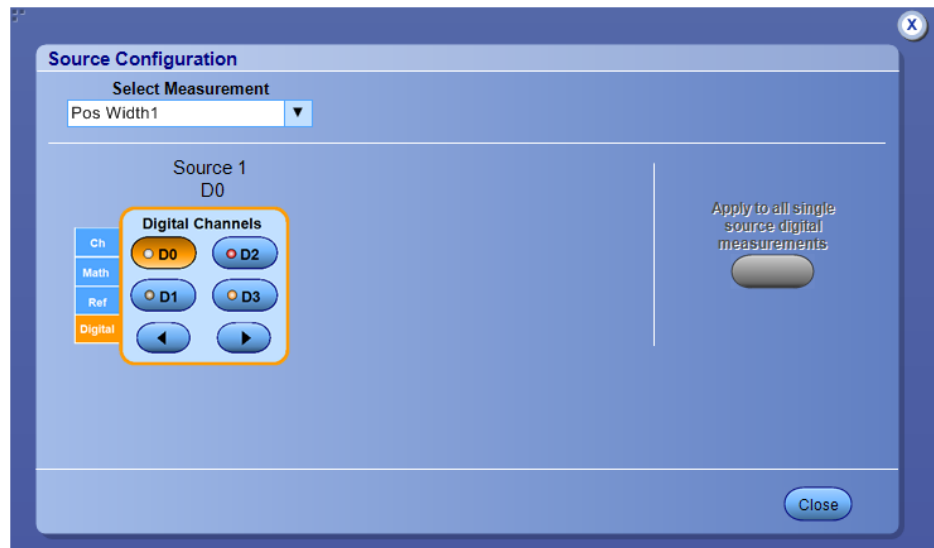 X
Source Configuration
Select Measurement
Pos Width1
Source 1
D0
Digital Channels
Ch
Math
Ref
Digital
D0
D2
D1
D3
Apply to all single
source digital
measurements
Close